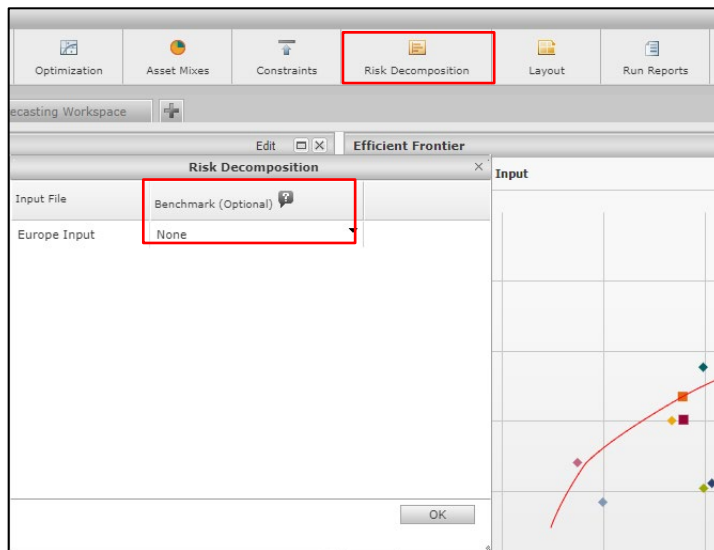 Optimization
Asset Mixes
Constraints
Risk Decomposition
Layout
Run Reports
ecasting Workspace
Edit
Efficient Frontier
Risk Decomposition
Input
Input File
Benchmark (Optional)
Europe Input
None
OK